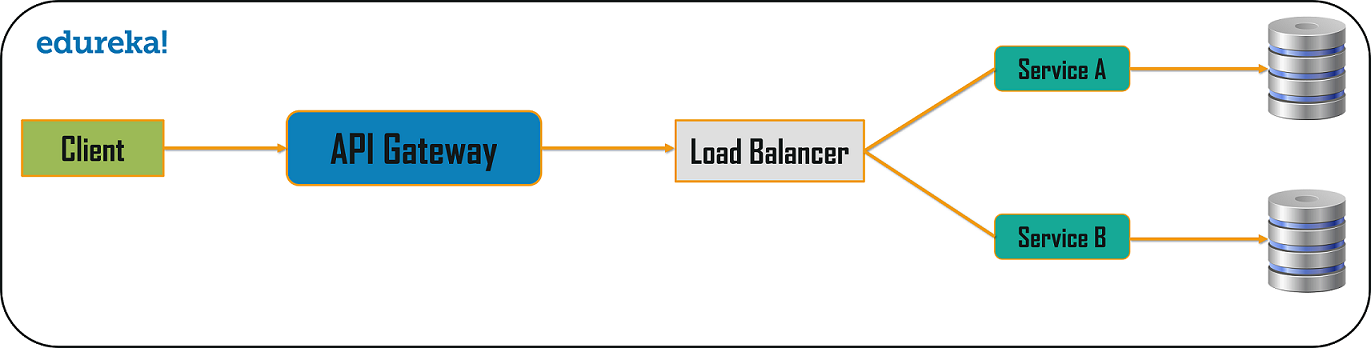 edureka!
Client
API Gateway
Load Balancer
Service A
Service B